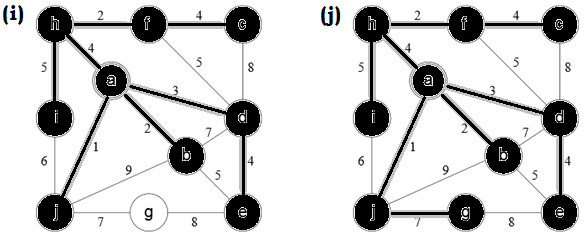 (i) (j)
h 2 f 4 c h 2 f 4 c
4 4
5 a 5 8 5 a 5 8
3 3
i d i d
1 2 7 1 2 7
b b
6 9 5 4 6 9 5 4
j 7 g 8 e j 7 g 8 e